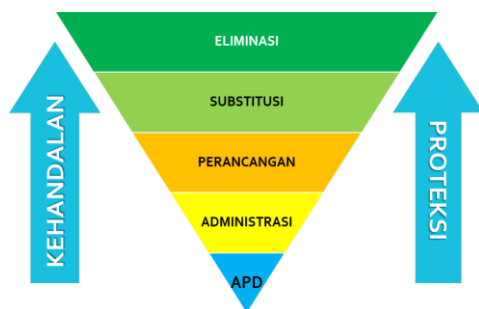 ELIMINASI
SUBSTITUSI
PERANCANGAN
ADMINISTRASI
APD
KEHANDALAN
PROTEKSI